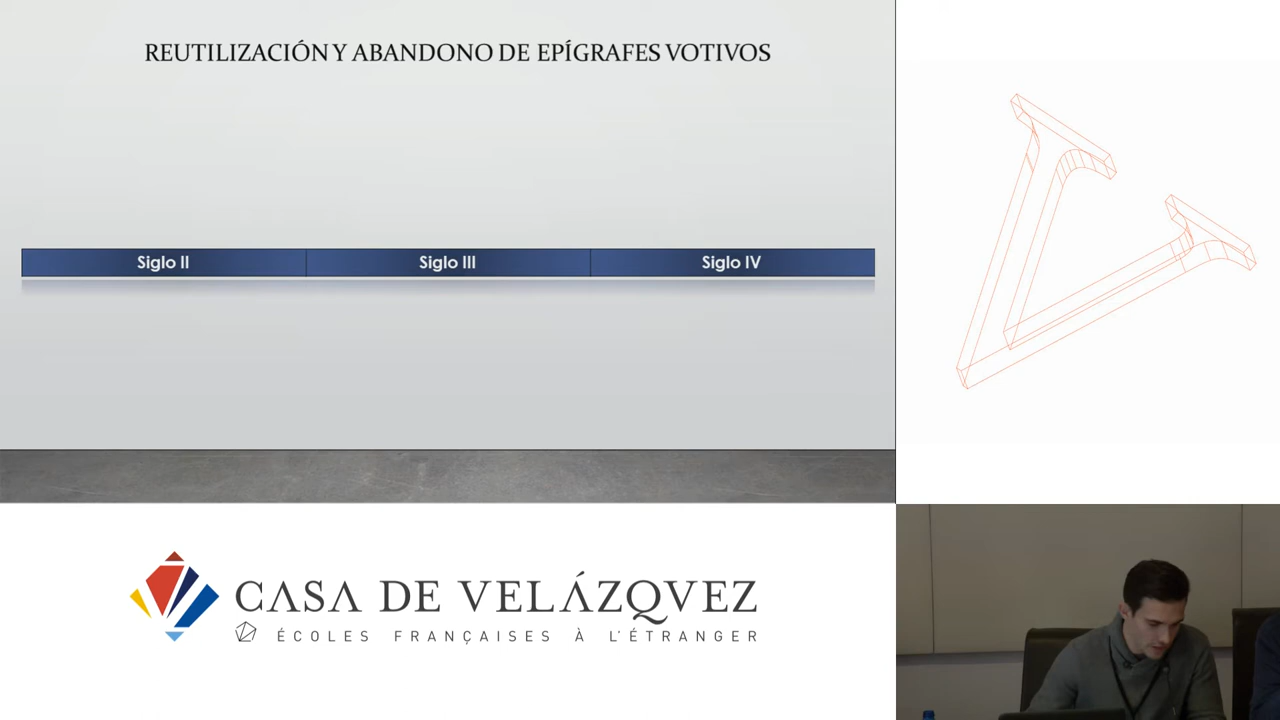 REUTILIZACIÓN Y ABANDONO DE EPÍGRAFES VOTIVOS
Siglo II
Siglo III
Siglo IV
CASA DE VELÁZQVEZ
ÉCOLES FRANÇAISES À L'ÉTRANGER